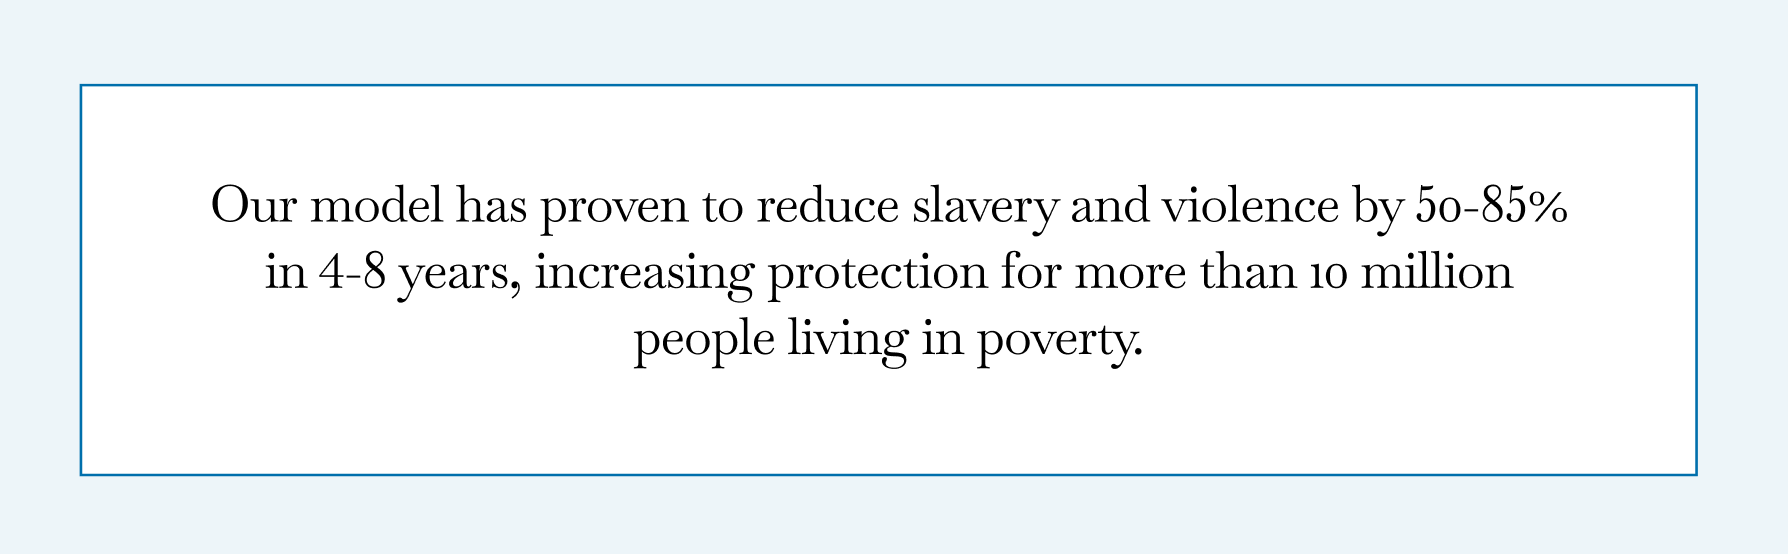 Our model has proven to reduce slavery and violence by 50-85%
in 4-8 years, increasing protection for more than 10 million
people living in poverty.